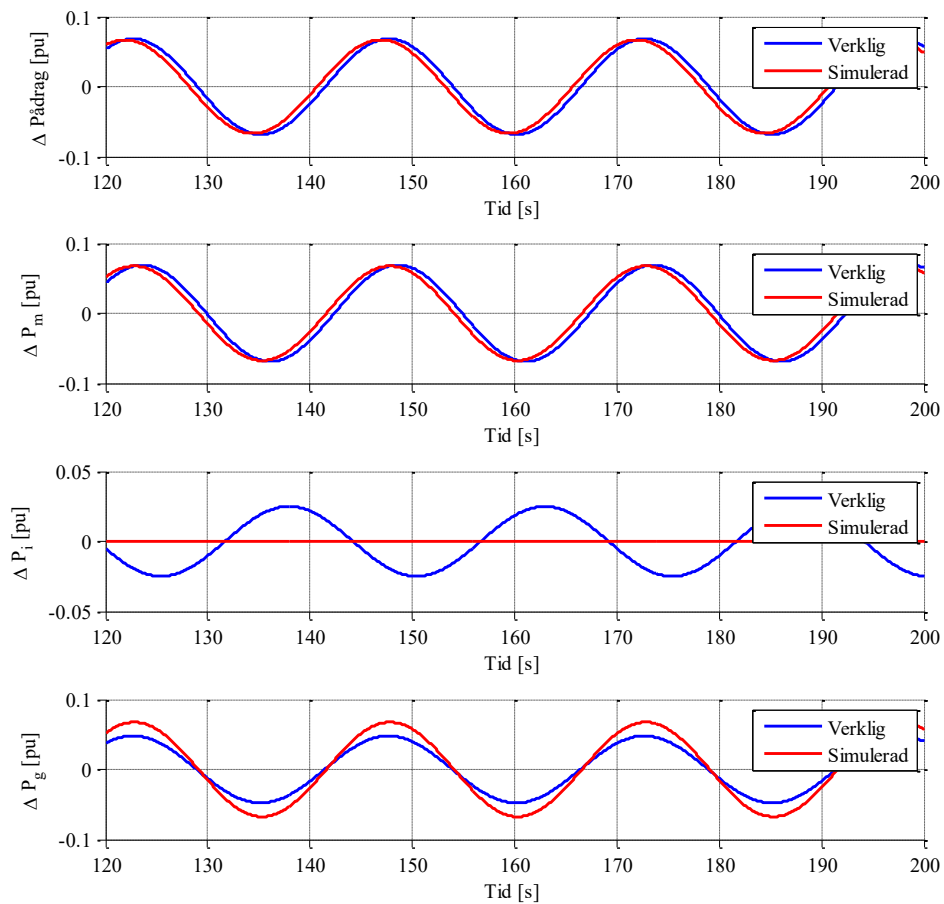 Δ Pådrag [pu]
0.1
0
-0.1
Verklig
Simulerad
120 130 140 150 160 170 180 190 200
Tid [s]
Δ P_m [pu]
0.1
0
-0.1
Verklig
Simulerad
120 130 140 150 160 170 180 190 200
Tid [s]
Δ P_i [pu]
0.05
0
-0.05
Verklig
Simulerad
120 130 140 150 160 170 180 190 200
Tid [s]
Δ P_g [pu]
0.1
0
-0.1
Verklig
Simulerad
120 130 140 150 160 170 180 190 200
Tid [s]